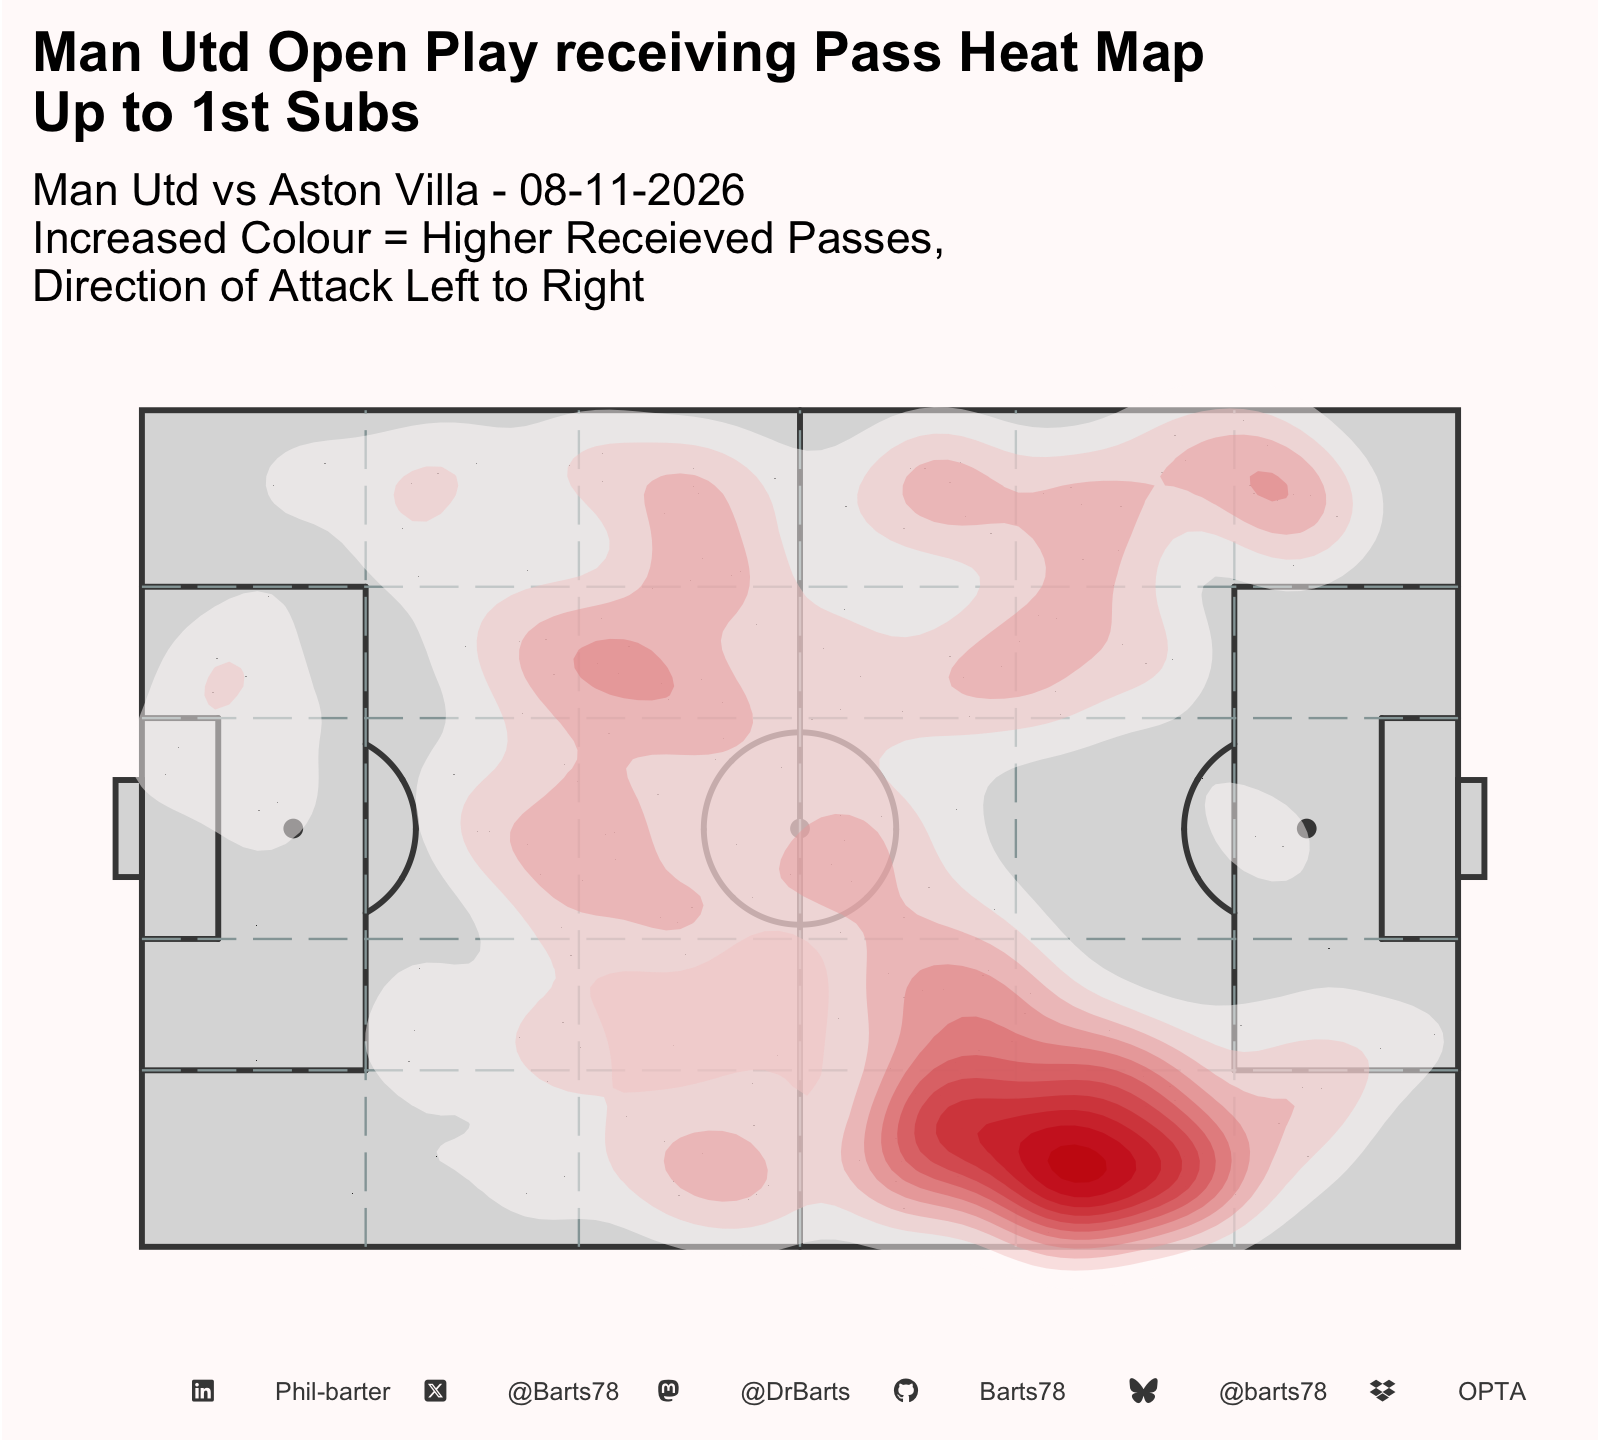 Man Utd Open Play receiving Pass Heat Map
Up to 1st Subs
Man Utd vs Aston Villa - 08-11-2026
Increased Colour = Higher Receieved Passes,
Direction of Attack Left to Right
Phil-barter @Barts78 @DrBarts Barts78 @barts78 OPTA